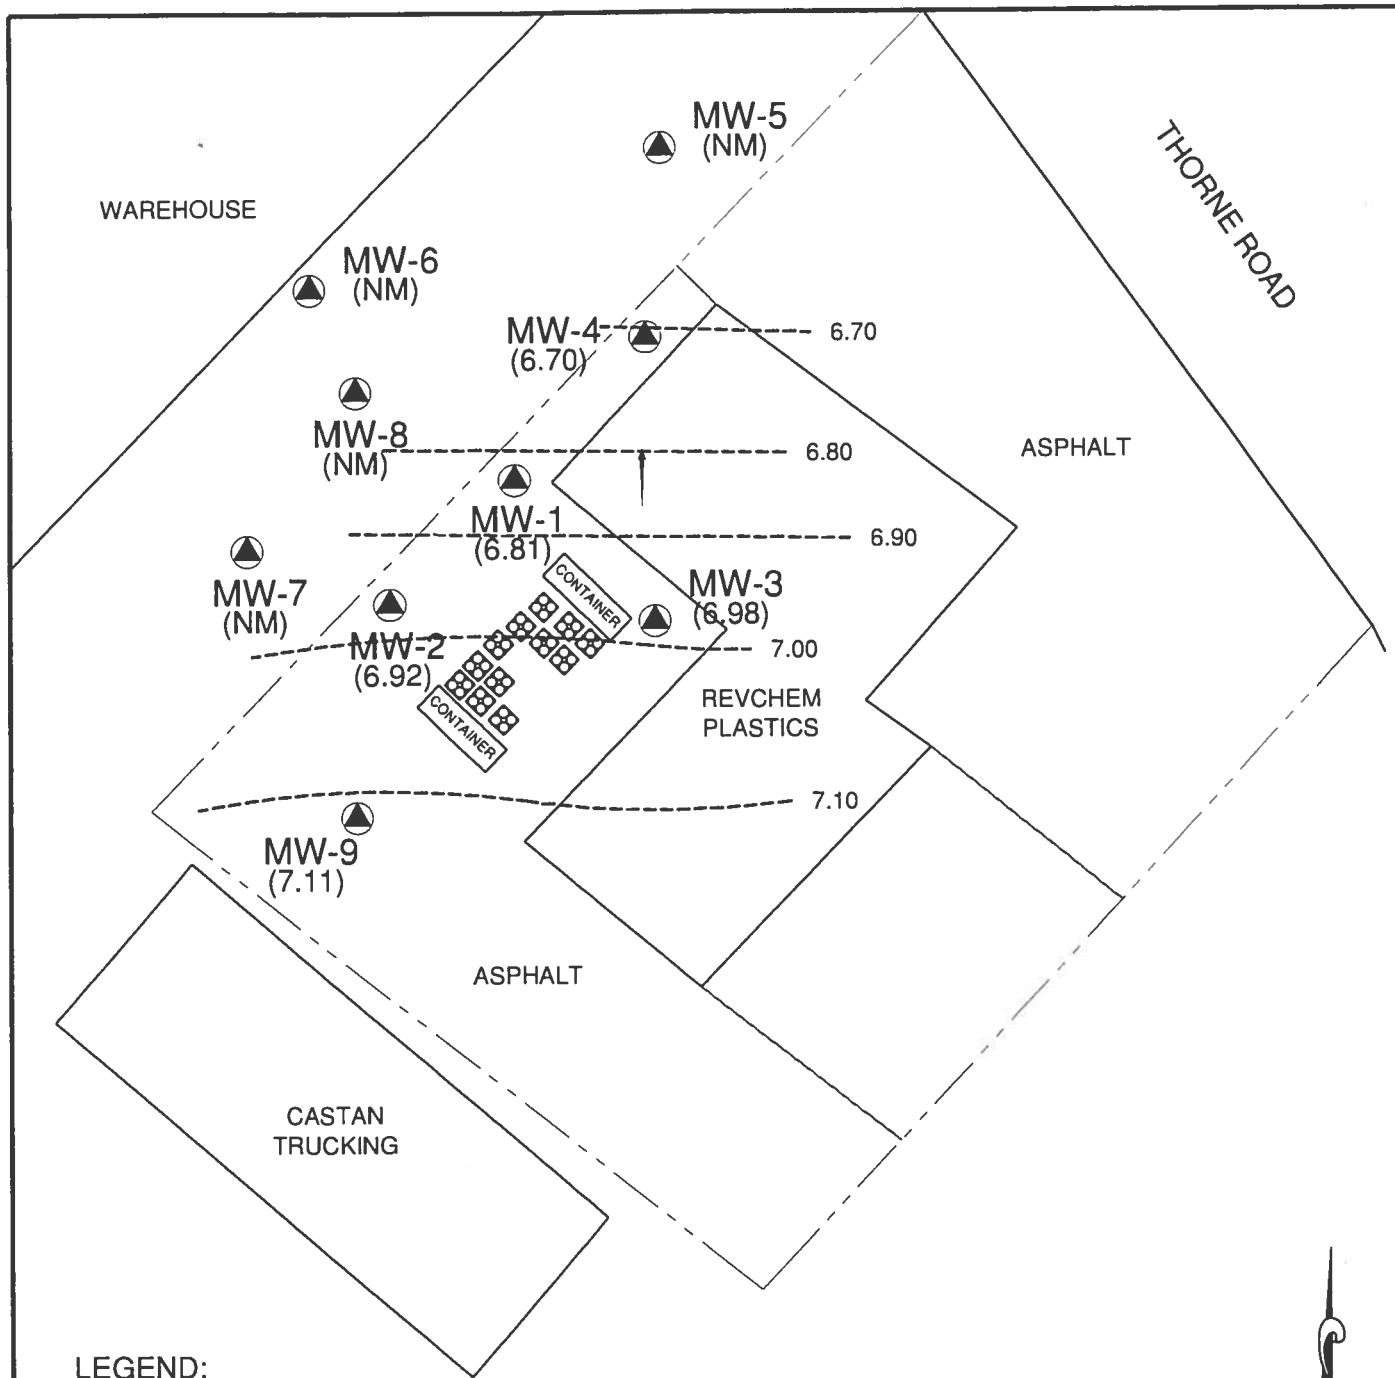 MW-5
(NM)
THORNE ROAD
WAREHOUSE
MW-6
(NM)
MW-4
(6.70)
6.70
MW-8
(NM)
6.80
ASPHALT
MW-1
(6.81)
6.90
CONTAINER
MW-3
(6.98)
MW-7
(NM)
MW-2
(6.92)
7.00
CONTAINER
REVCHEM
PLASTICS
7.10
MW-9
(7.11)
ASPHALT
CASTAN
TRUCKING
LEGEND: